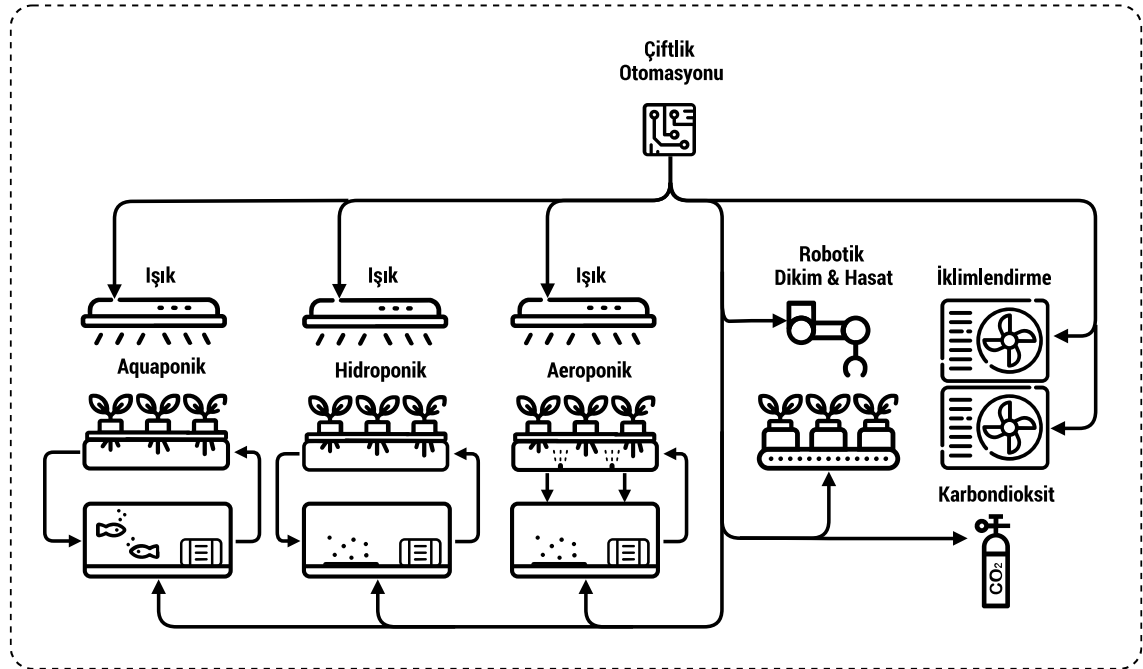 Çiftlik
Otomasyonu
Işık
Işık
Işık
Robotik
Dikim & Hasat
İklimlendirme
Aquaponik
Hidroponik
Aeroponik
Karbondioksit
CO₂